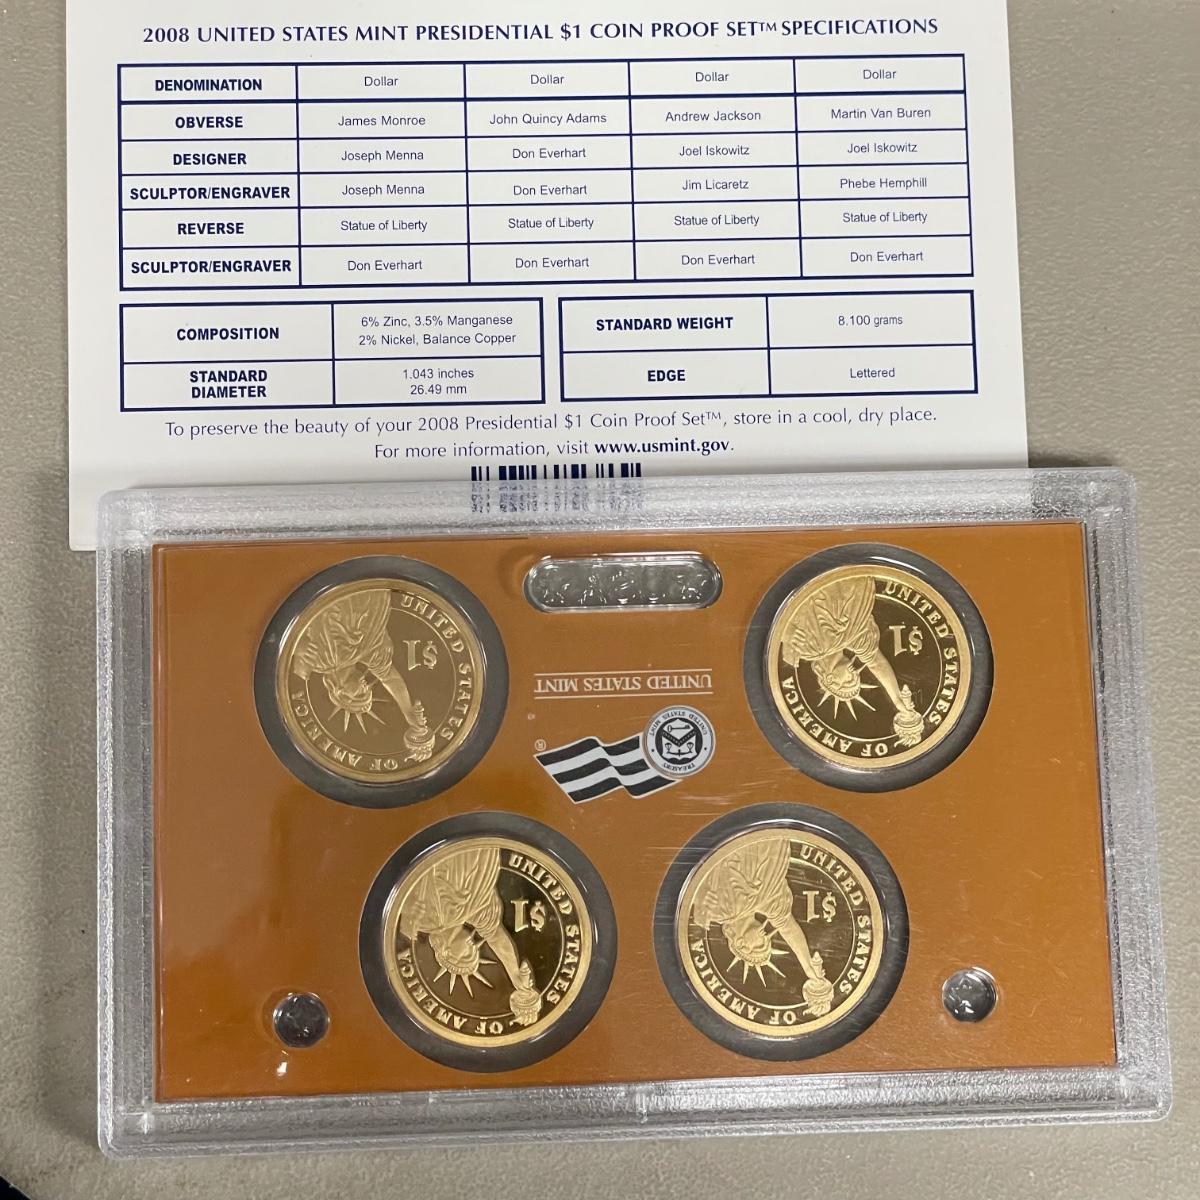 2008 UNITED STATES MINT PRESIDENTIAL $1 COIN PROOF SET™ SPECIFICATIONS
DENOMINATION Dollar Dollar Dollar Dollar
OBVERSE James Monroe John Quincy Adams Andrew Jackson Martin Van Buren
DESIGNER Joseph Menna Don Everhart Joel Iskowitz Joel Iskowitz
SCULPTOR/ENGRAVER Joseph Menna Don Everhart Jim Licaretz Phebe Hemphill
REVERSE Statue of Liberty Statue of Liberty Statue of Liberty Statue of Liberty
SCULPTOR/ENGRAVER Don Everhart Don Everhart Don Everhart Don Everhart
COMPOSITION 6% Zinc, 3.5% Manganese
2% Nickel, Balance Copper
STANDARD DIAMETER 1.043 inches
26.49 mm
STANDARD WEIGHT 8.100 grams
EDGE Lettered
To preserve the beauty of your 2008 Presidential $1 Coin Proof Set™, store in a cool, dry place.
For more information, visit www.usmint.gov.
UNITED STATES OF AMERICA
$1
UNITED STATES OF AMERICA
$1
UNITED STATES MINT
®
UNITED STATES MINT
TREASURY
UNITED STATES OF AMERICA
$1
UNITED STATES OF AMERICA
$1